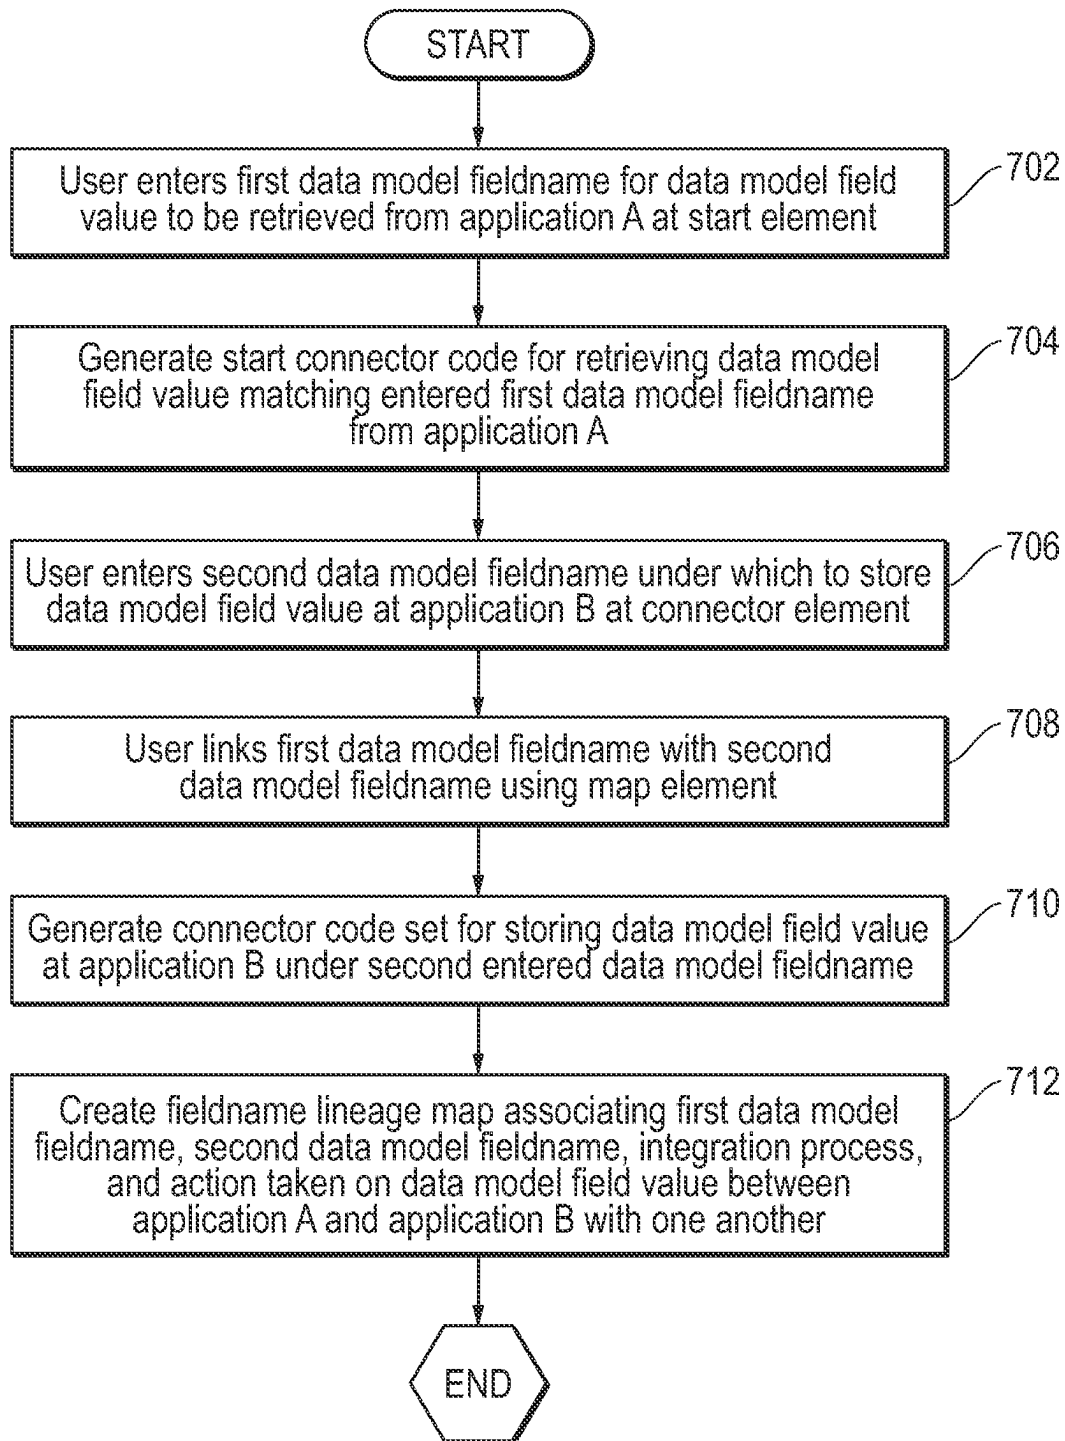 START
User enters first data model fieldname for data model field
value to be retrieved from application A at start element
702
Generate start connector code for retrieving data model
field value matching entered first data model fieldname
from application A
704
User enters second data model fieldname under which to store
data model field value at application B at connector element
706
User links first data model fieldname with second
data model fieldname using map element
708
Generate connector code set for storing data model field value
at application B under second entered data model fieldname
710
Create fieldname lineage map associating first data model
fieldname, second data model fieldname, integration process,
and action taken on data model field value between
application A and application B with one another
712
END